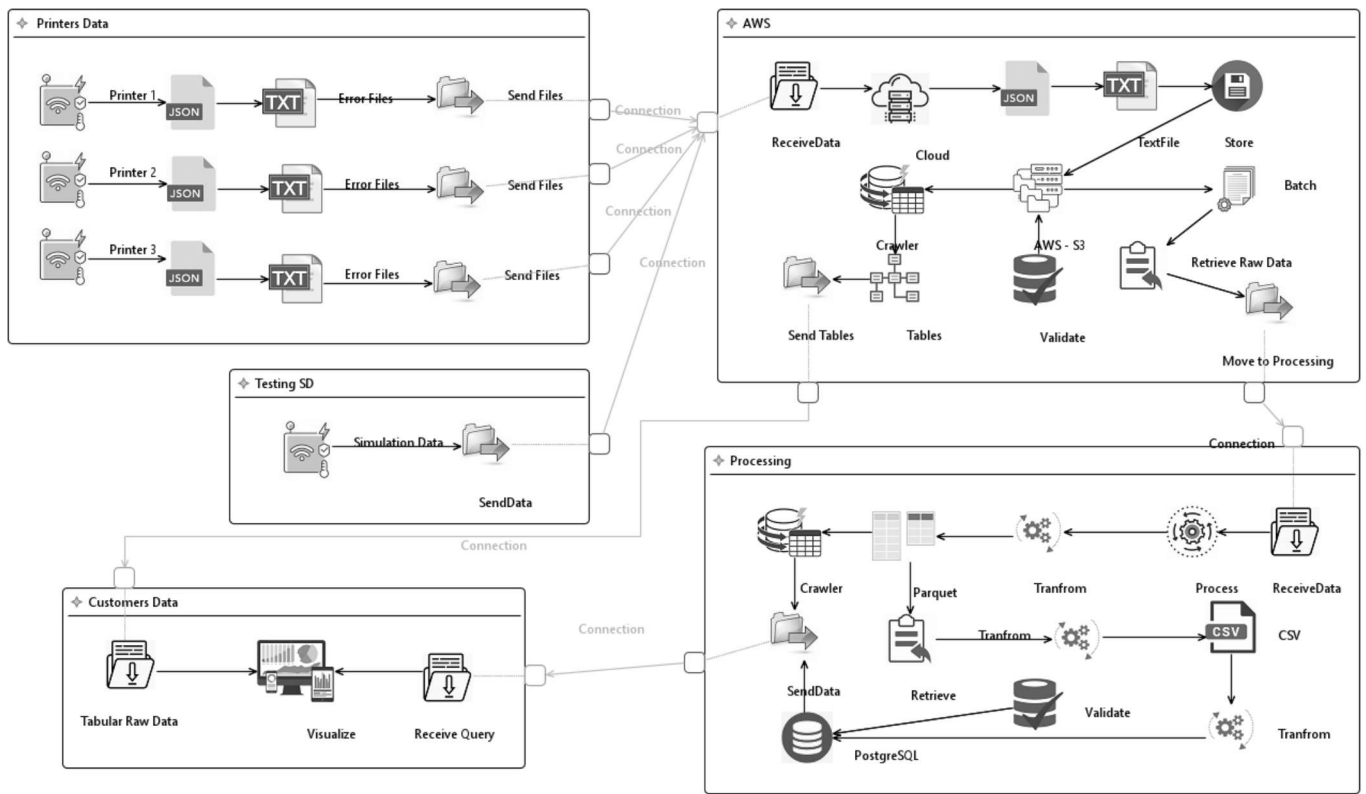 Printers Data
Printer 1
JSON
TXT
Error Files
Send Files
Connection
Printer 2
JSON
TXT
Error Files
Send Files
Connection
Printer 3
JSON
TXT
Error Files
Send Files
Connection
Connection
Testing SD
Simulation Data
SendData
AWS
ReceiveData
Cloud
JSON
TXT
TextFile
Store
Batch
Crawler
AWS - S3
Retrieve Raw Data
Send Tables
Tables
Validate
Move to Processing
Connection
Connection
Processing
Crawler
Parquet
Tranfrom
Process
ReceiveData
SendData
Retrieve
Tranfrom
CSV
CSV
Validate
PostgreSQL
Tranfrom
Connection
Customers Data
Tabular Raw Data
Visualize
Receive Query